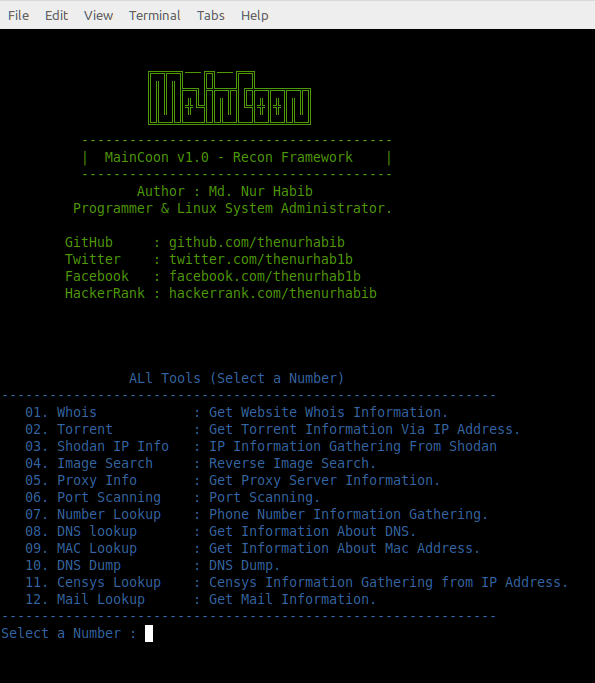 File Edit View Terminal Tabs Help
---------------------------------------
| MainCoon v1.0 - Recon Framework |
---------------------------------------
Author : Md. Nur Habib
Programmer & Linux System Administrator.
GitHub : github.com/thenurhabib
Twitter : twitter.com/thenurhab1b
Facebook : facebook.com/thenurhab1b
HackerRank : hackerrank.com/thenurhabib
ALl Tools (Select a Number)
--------------------------------------------------------------
01. Whois : Get Website Whois Information.
02. Torrent : Get Torrent Information Via IP Address.
03. Shodan IP Info : IP Information Gathering From Shodan
04. Image Search : Reverse Image Search.
05. Proxy Info : Get Proxy Server Information.
06. Port Scanning : Port Scanning.
07. Number Lookup : Phone Number Information Gathering.
08. DNS lookup : Get Information About DNS.
09. MAC Lookup : Get Information About Mac Address.
10. DNS Dump : DNS Dump.
11. Censys Lookup : Censys Information Gathering from IP Address.
12. Mail Lookup : Get Mail Information.
--------------------------------------------------------------
Select a Number :